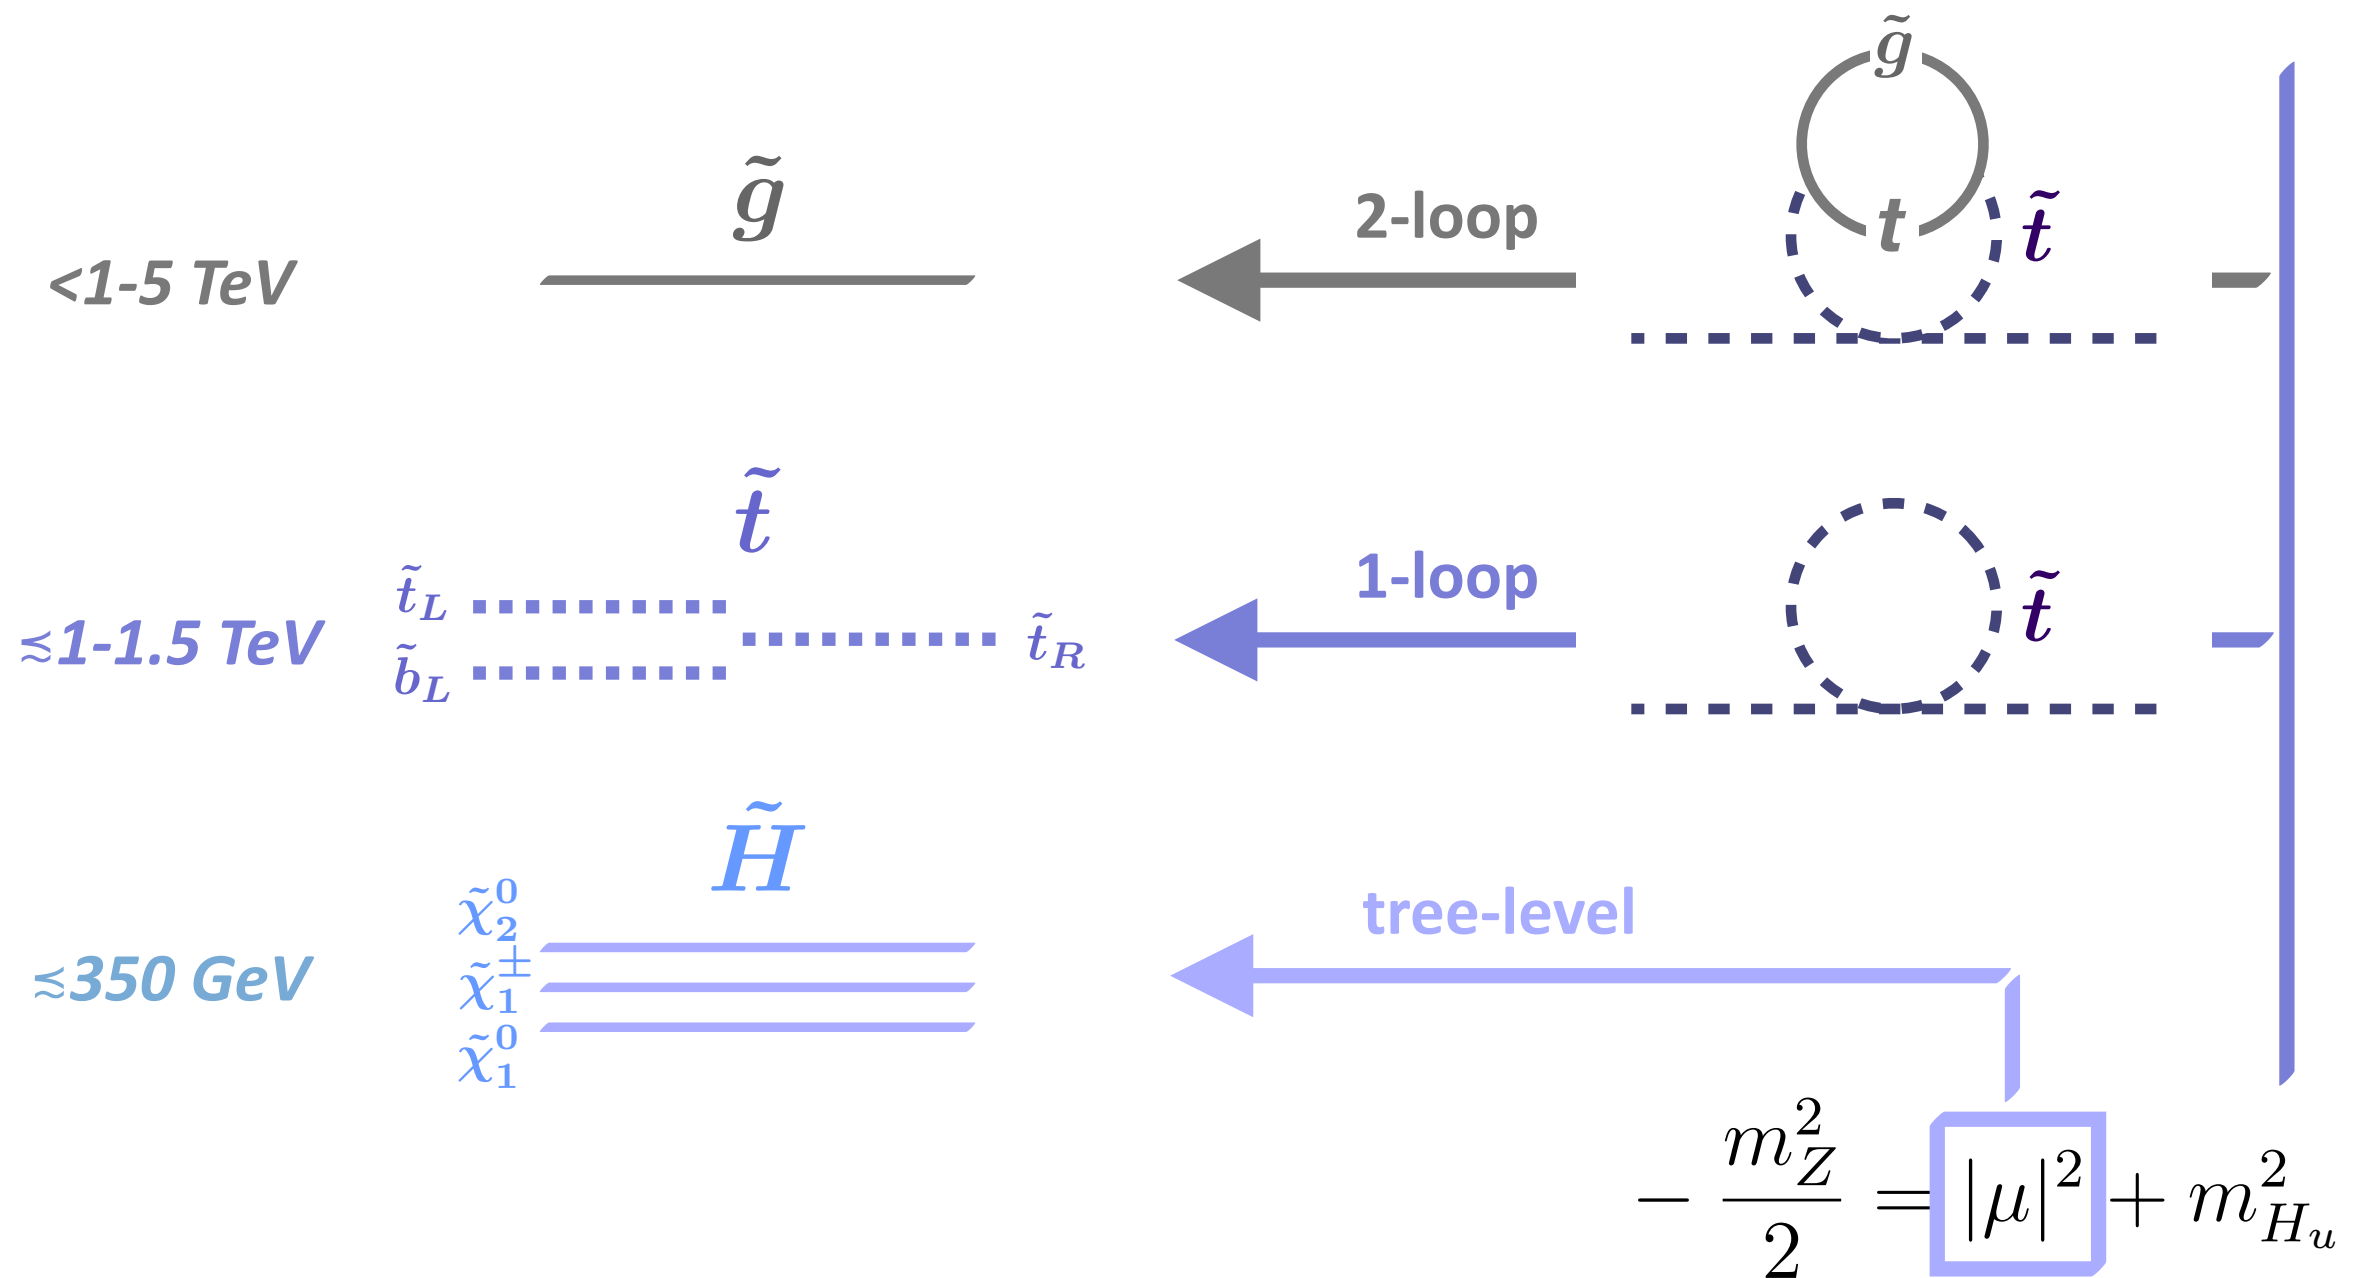 g̃
g̃
2-loop
t
t̃
<1-5 TeV
t̃
1-loop
t̃
t̃_L
≲1-1.5 TeV
t̃_R
b̃_L
H̃
tree-level
χ̃⁰₂
≲350 GeV
χ̃±₁
χ̃⁰₁
− m²_Z / 2 = |μ|² + m²_{H_u}